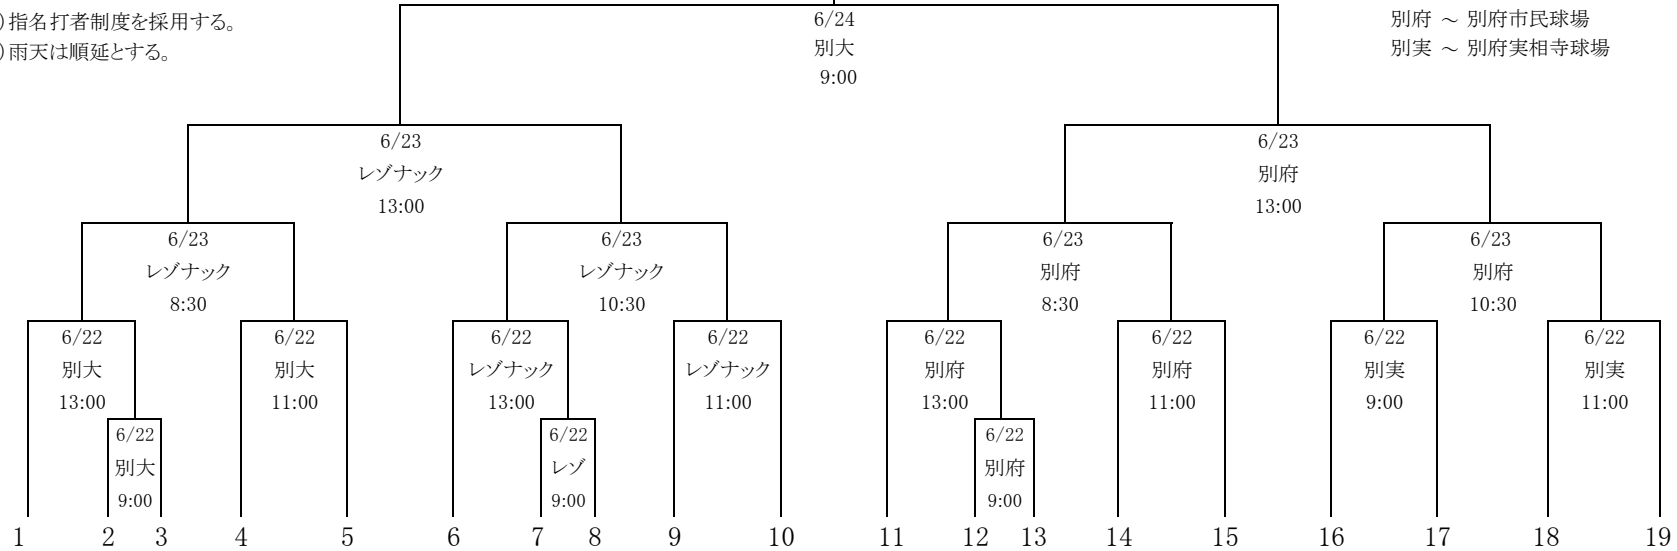 )指名打者制度を採用する。
)雨天は順延とする。
6/24
別大
9:00
別府 ～ 別府市民球場
別実 ～ 別府実相寺球場
6/23
レゾナック
13:00
6/23
別府
13:00
6/23
レゾナック
8:30
6/23
レゾナック
10:30
6/23
別府
8:30
6/23
別府
10:30
6/22
別大
13:00
6/22
別大
11:00
6/22
レゾナック
13:00
6/22
レゾナック
11:00
6/22
別府
13:00
6/22
別府
11:00
6/22
別実
9:00
6/22
別実
11:00
6/22
別大
9:00
6/22
レゾ
9:00
6/22
別府
9:00
1 2 3 4 5 6 7 8 9 10 11 12 13 14 15 16 17 18 19